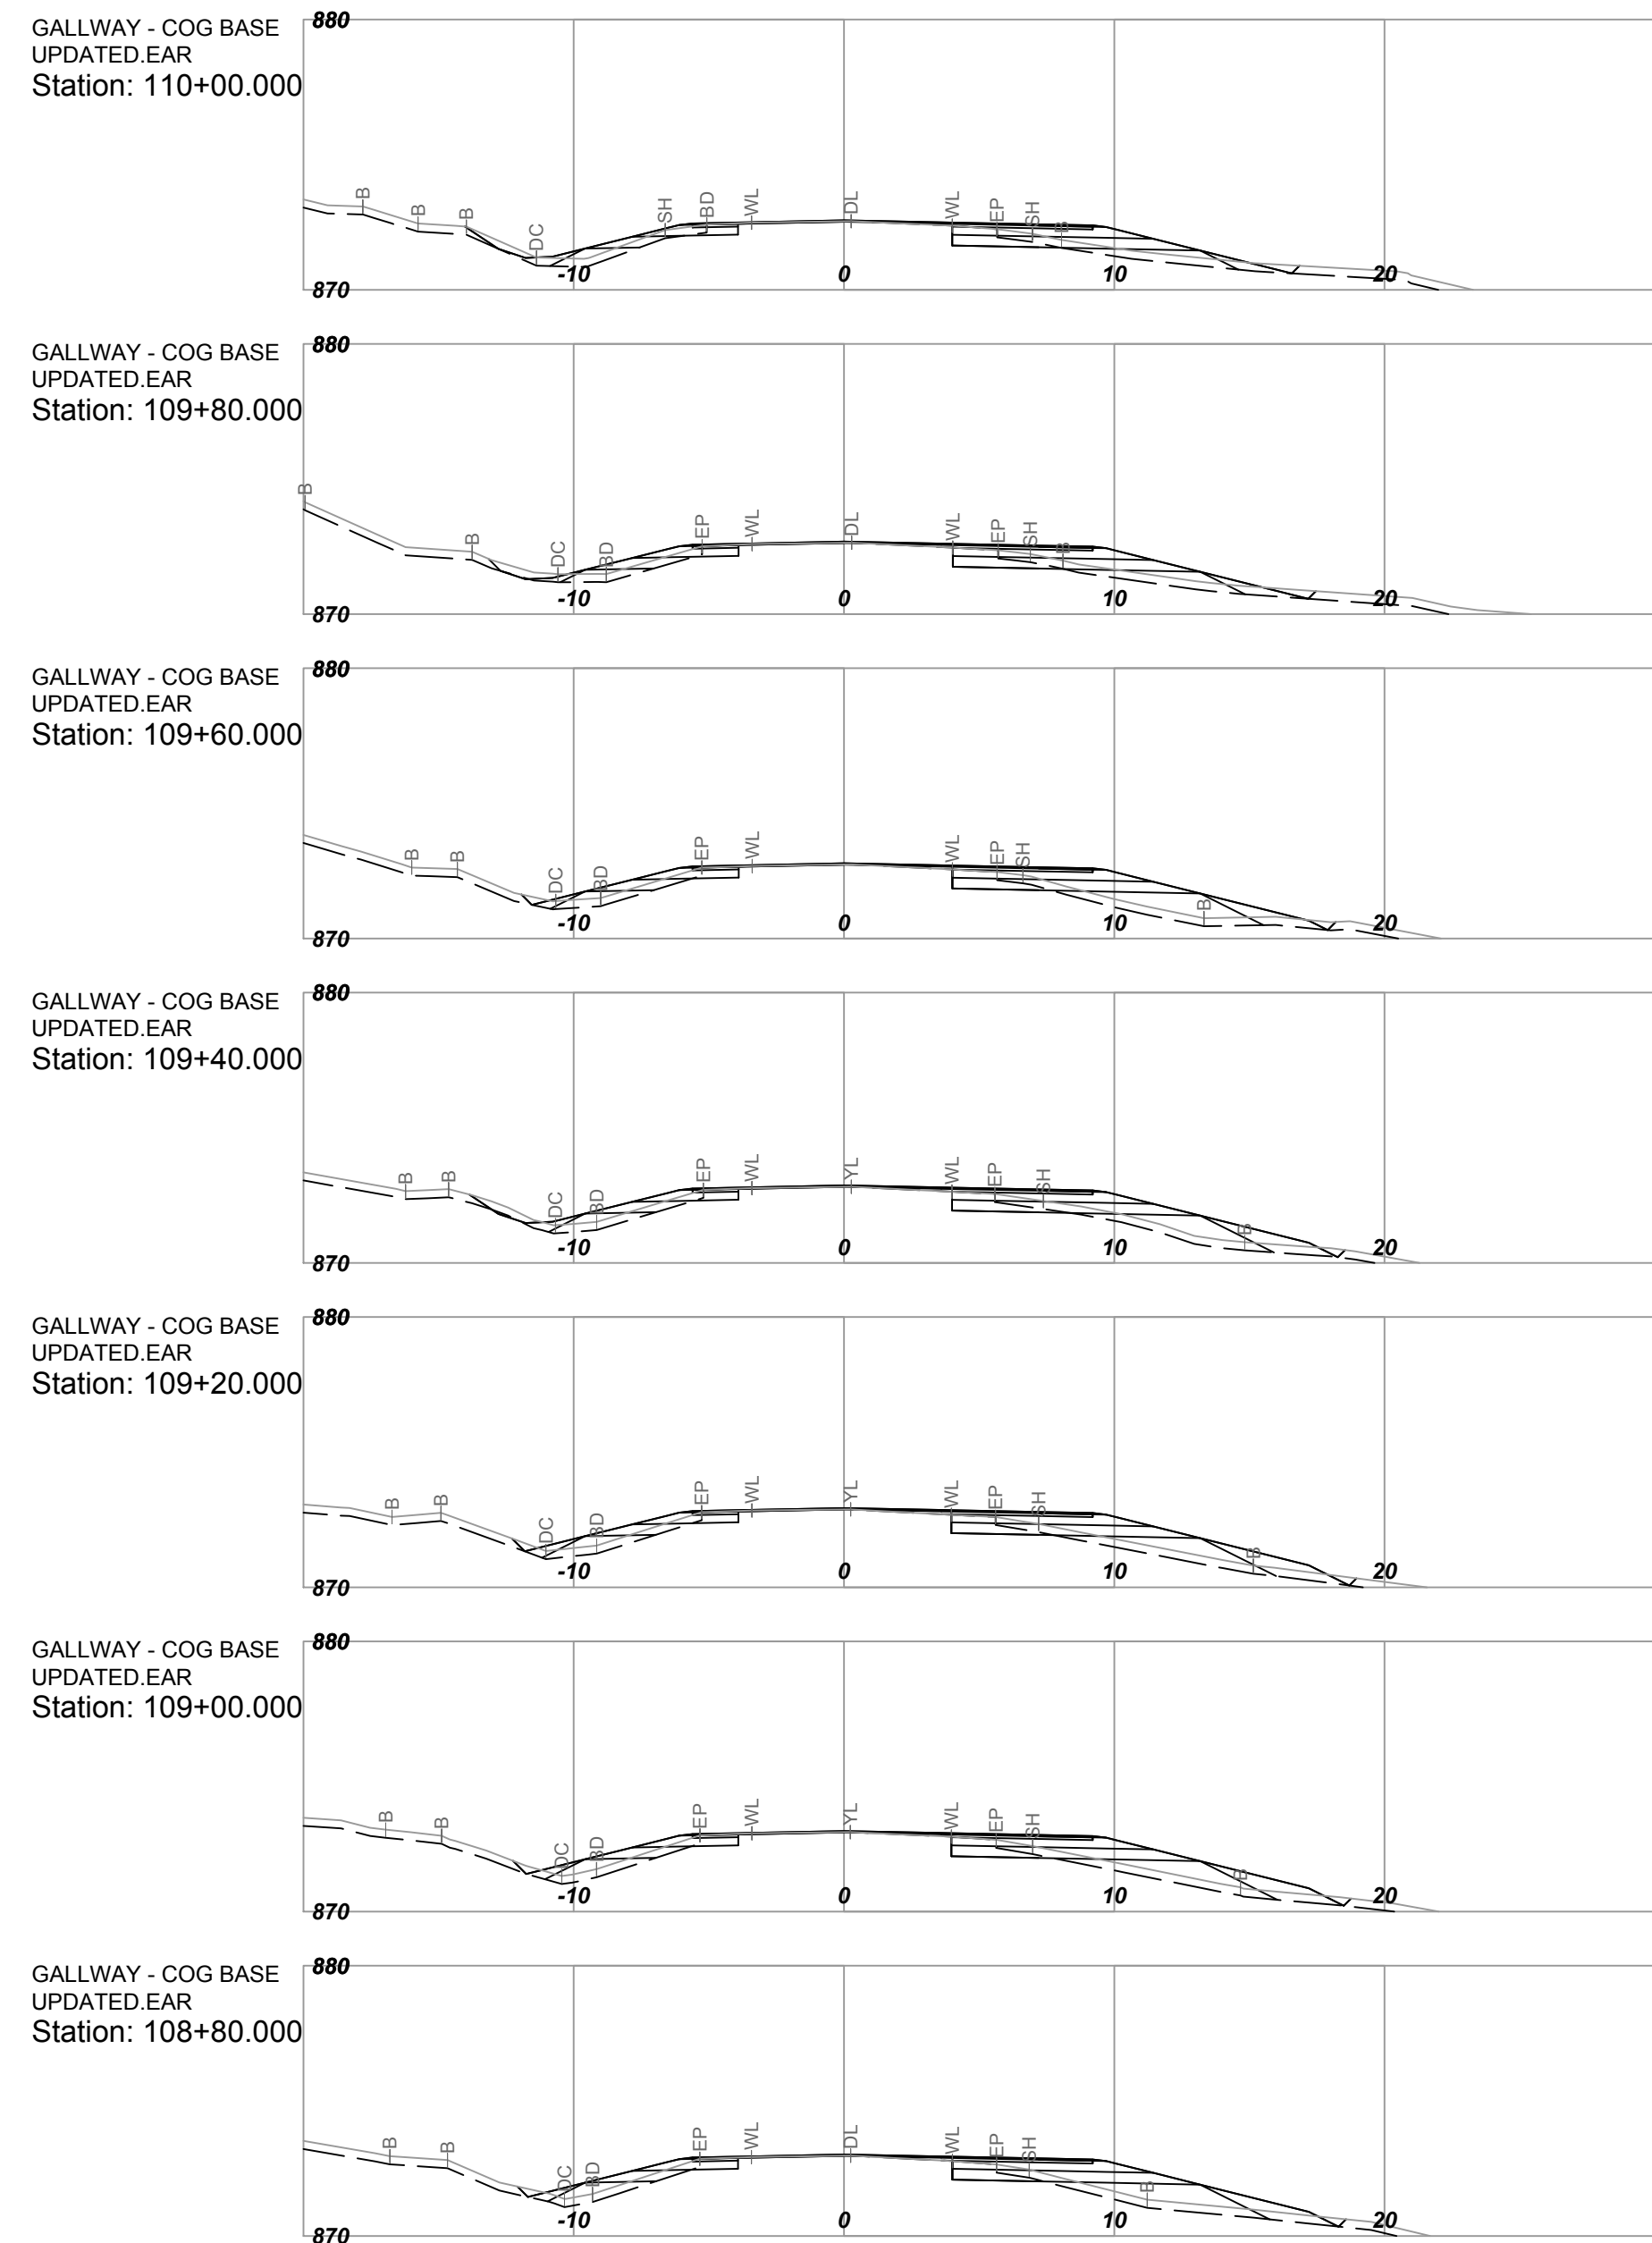 GALLWAY - COG BASE
UPDATED.EAR
Station: 110+00.000
880
B B B DC SH BD WL DL WL EP SH B
870 -10 0 10 20
GALLWAY - COG BASE
UPDATED.EAR
Station: 109+80.000
880
B B DC BD EP WL DL WL EP SH B
870 -10 0 10 20
GALLWAY - COG BASE
UPDATED.EAR
Station: 109+60.000
880
B B DC BD EP WL WL EP SH B
870 -10 0 10 20
GALLWAY - COG BASE
UPDATED.EAR
Station: 109+40.000
880
B B DC BD EP WL YL WL EP SH B
870 -10 0 10 20
GALLWAY - COG BASE
UPDATED.EAR
Station: 109+20.000
880
B B DC BD EP WL YL WL EP SH B
870 -10 0 10 20
GALLWAY - COG BASE
UPDATED.EAR
Station: 109+00.000
880
B B DC BD EP WL YL WL EP SH B
870 -10 0 10 20
GALLWAY - COG BASE
UPDATED.EAR
Station: 108+80.000
880
B B DC BD EP WL DL WL EP SH B
870 -10 0 10 20